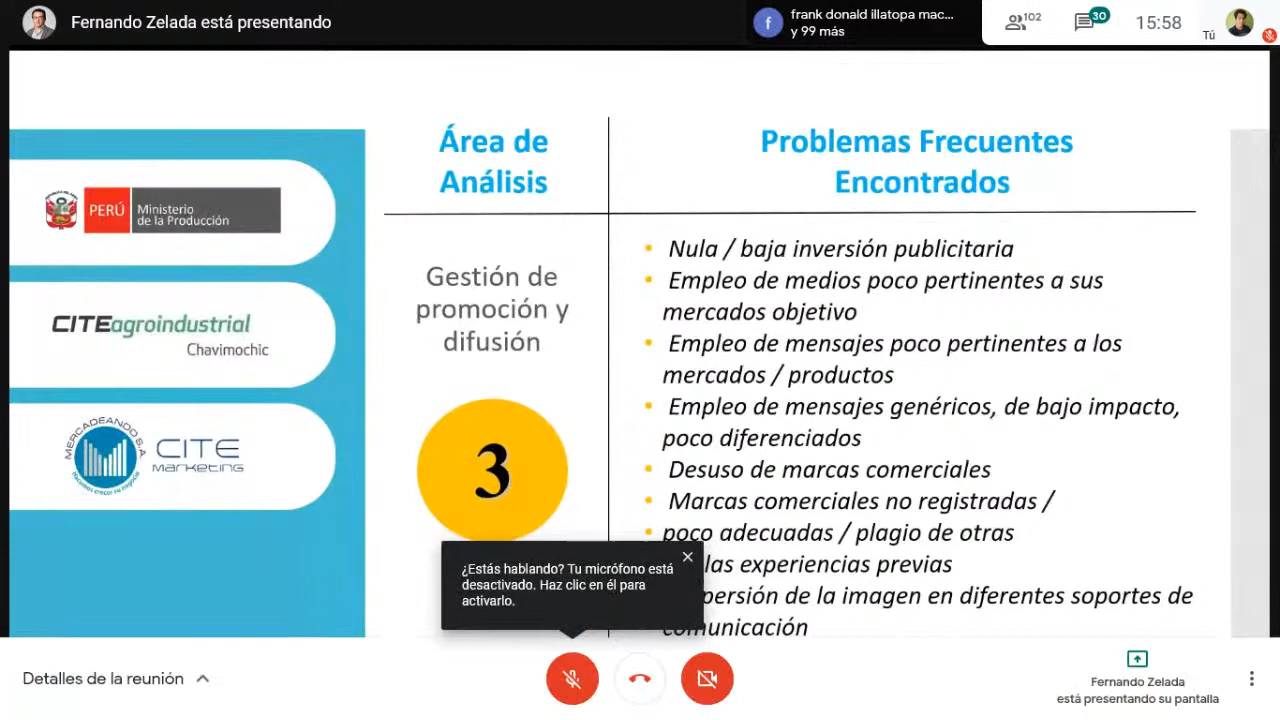 Fernando Zelada está presentando
f
frank donald illatopa mac...
y 99 más
102
30
15:58
Tú
Área de
Análisis
Problemas Frecuentes
Encontrados
PERÚ
Ministerio
de la Producción
CITEagroindustrial
Chavimochic
MERCADEANDO S.A
CITE
marketing
Gestión de
promoción y
difusión
3
• Nula / baja inversión publicitaria
• Empleo de medios poco pertinentes a sus
mercados objetivo
• Empleo de mensajes poco pertinentes a los
mercados / productos
• Empleo de mensajes genéricos, de bajo impacto,
poco diferenciados
• Desuso de marcas comerciales
• Marcas comerciales no registradas /
• poco adecuadas / plagio de otras
las experiencias previas
persión de la imagen en diferentes soportes de
comunicación
¿Estás hablando? Tu micrófono está
desactivado. Haz clic en él para
activarlo.
Detalles de la reunión
Fernando Zelada
está presentando su pantalla